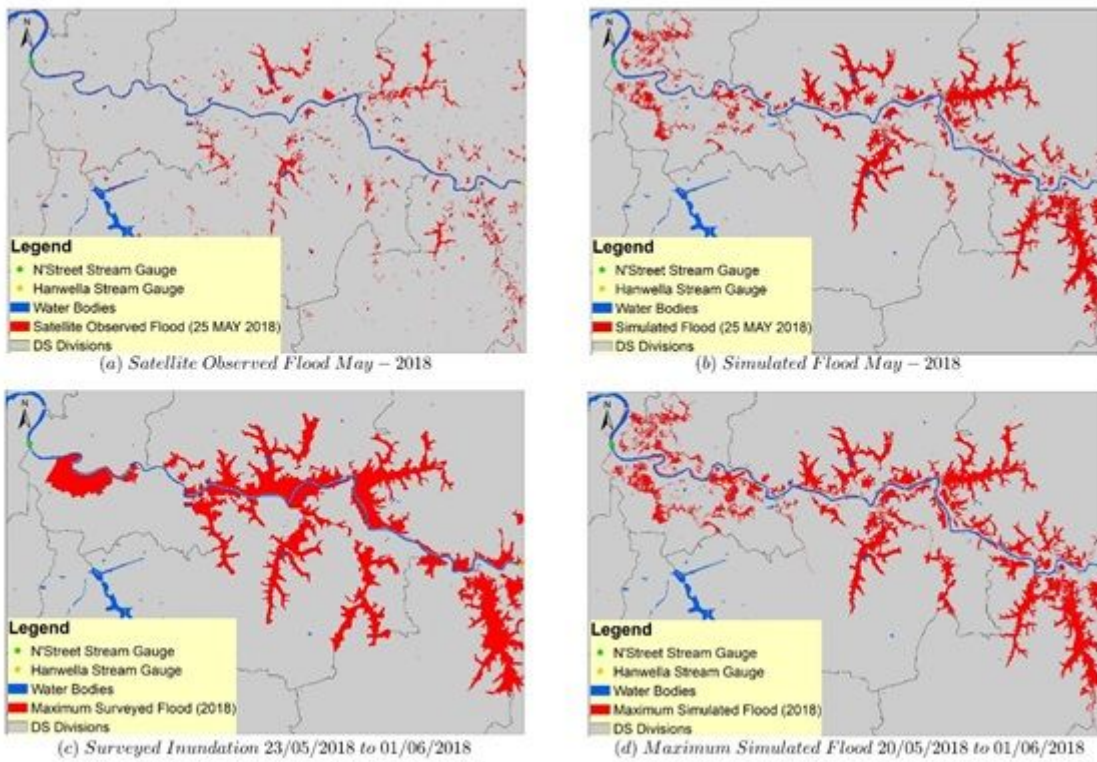 N
Legend
N'Street Stream Gauge
Hanwella Stream Gauge
Water Bodies
Satellite Observed Flood (25 MAY 2018)
DS Divisions
(a) Satellite Observed Flood May – 2018
N
Legend
N'Street Stream Gauge
Hanwella Stream Gauge
Water Bodies
Simulated Flood (25 MAY 2018)
DS Divisions
(b) Simulated Flood May – 2018
N
Legend
N'Street Stream Gauge
Hanwella Stream Gauge
Water Bodies
Maximum Surveyed Flood (2018)
DS Divisions
(c) Surveyed Inundation 23/05/2018 to 01/06/2018
N
Legend
N'Street Stream Gauge
Hanwella Stream Gauge
Water Bodies
Maximum Simulated Flood (2018)
DS Divisions
(d) Maximum Simulated Flood 20/05/2018 to 01/06/2018